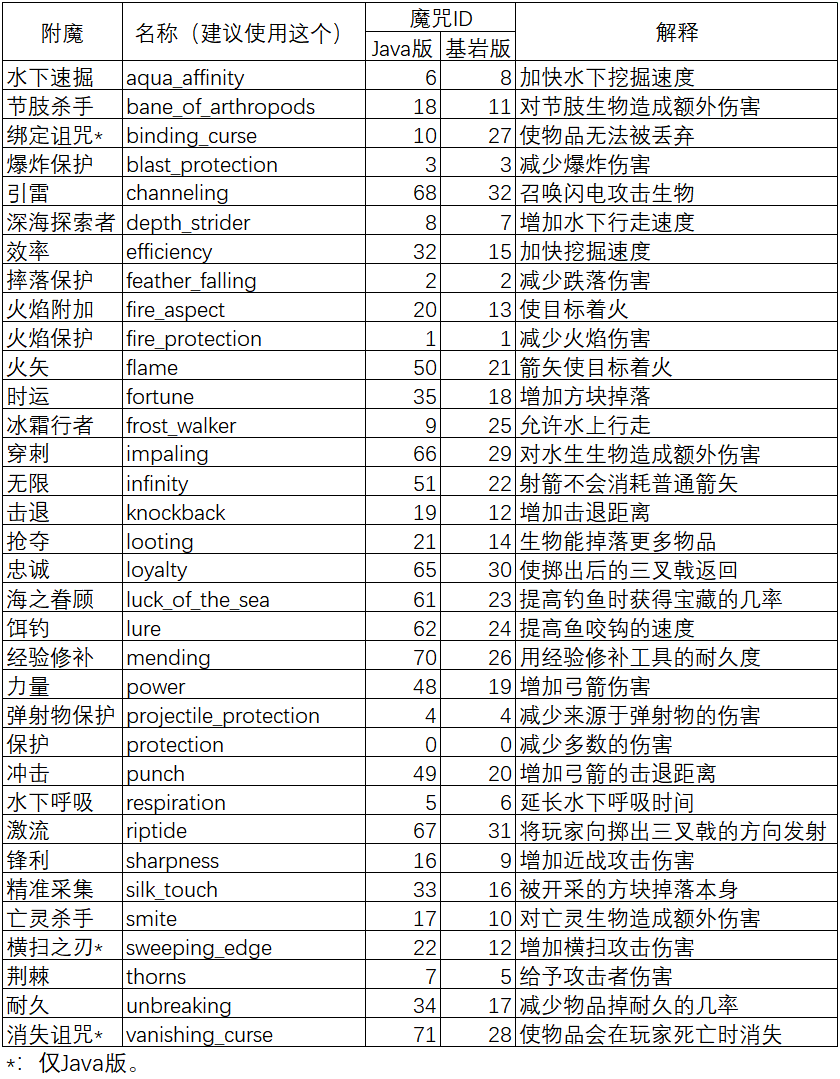 附魔 名称（建议使用这个） 魔咒ID 解释
Java版 基岩版
水下速掘 aqua_affinity 6 8 加快水下挖掘速度
节肢杀手 bane_of_arthropods 18 11 对节肢生物造成额外伤害
绑定诅咒* binding_curse 10 27 使物品无法被丢弃
爆炸保护 blast_protection 3 3 减少爆炸伤害
引雷 channeling 68 32 召唤闪电攻击生物
深海探索者 depth_strider 8 7 增加水下行走速度
效率 efficiency 32 15 加快挖掘速度
摔落保护 feather_falling 2 2 减少跌落伤害
火焰附加 fire_aspect 20 13 使目标着火
火焰保护 fire_protection 1 1 减少火焰伤害
火矢 flame 50 21 箭矢使目标着火
时运 fortune 35 18 增加方块掉落
冰霜行者 frost_walker 9 25 允许水上行走
穿刺 impaling 66 29 对水生生物造成额外伤害
无限 infinity 51 22 射箭不会消耗普通箭矢
击退 knockback 19 12 增加击退距离
抢夺 looting 21 14 生物能掉落更多物品
忠诚 loyalty 65 30 使掷出后的三叉戟返回
海之眷顾 luck_of_the_sea 61 23 提高钓鱼时获得宝藏的几率
饵钓 lure 62 24 提高鱼咬钩的速度
经验修补 mending 70 26 用经验修补工具的耐久度
力量 power 48 19 增加弓箭伤害
弹射物保护 projectile_protection 4 4 减少来源于弹射物的伤害
保护 protection 0 0 减少多数的伤害
冲击 punch 49 20 增加弓箭的击退距离
水下呼吸 respiration 5 6 延长水下呼吸时间
激流 riptide 67 31 将玩家向掷出三叉戟的方向发射
锋利 sharpness 16 9 增加近战攻击伤害
精准采集 silk_touch 33 16 被开采的方块掉落本身
亡灵杀手 smite 17 10 对亡灵生物造成额外伤害
横扫之刃* sweeping_edge 22 12 增加横扫攻击伤害
荆棘 thorns 7 5 给予攻击者伤害
耐久 unbreaking 34 17 减少物品掉耐久的几率
消失诅咒* vanishing_curse 71 28 使物品会在玩家死亡时消失
*：仅Java版。